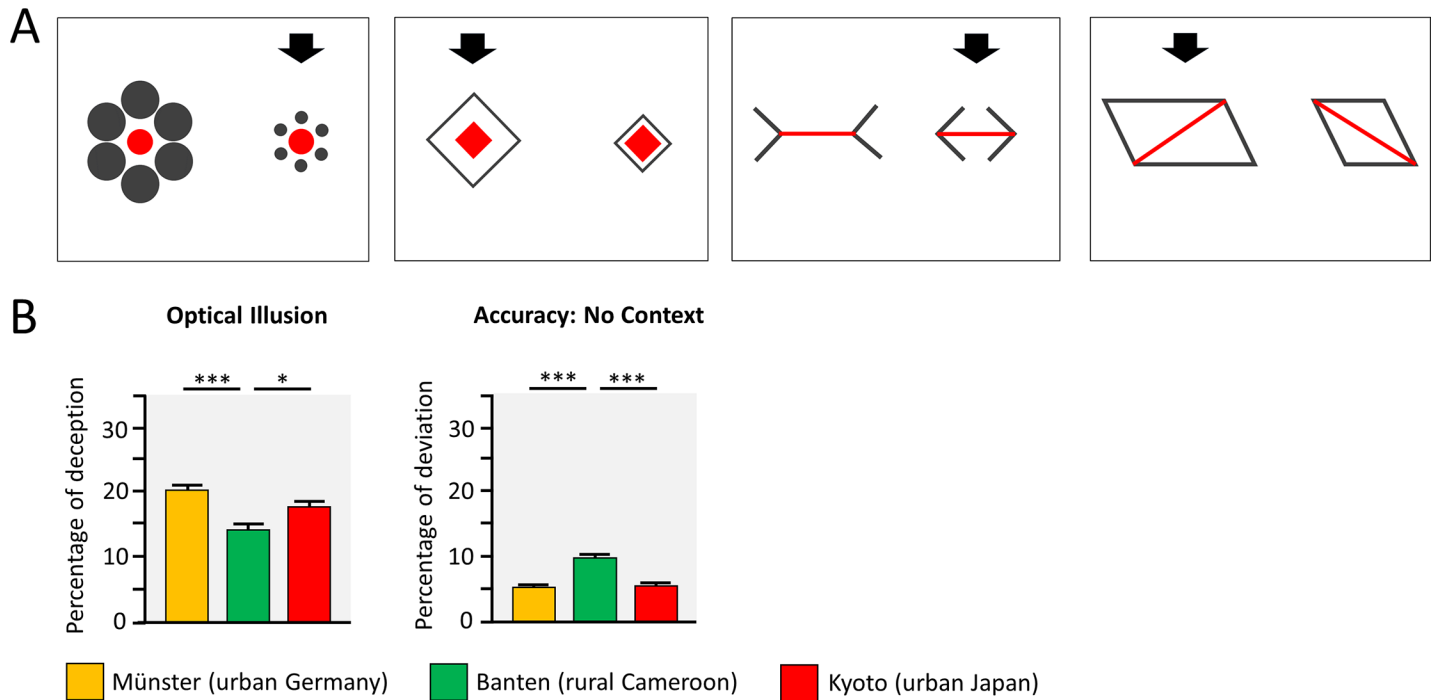 A
B
Optical Illusion
Accuracy: No Context
*** *
*** ***
Percentage of deception
30
20
10
0
Percentage of deviation
30
20
10
0
Münster (urban Germany)
Banten (rural Cameroon)
Kyoto (urban Japan)